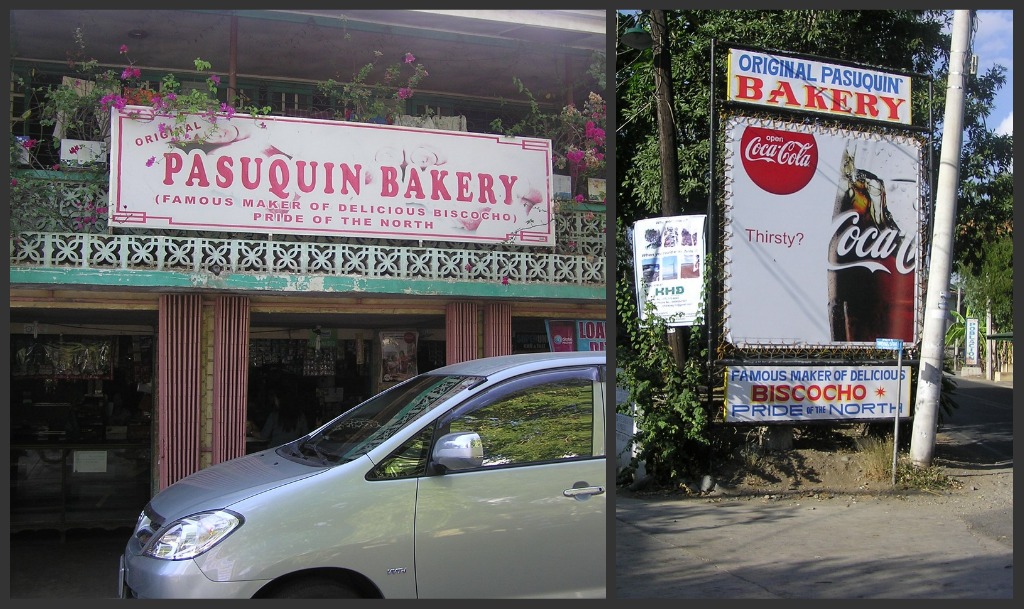 ORIGINAL
PASUQUIN BAKERY
(FAMOUS MAKER OF DELICIOUS BISCOCHO)
PRIDE OF THE NORTH
LOA
ORIGINAL PASUQUIN
BAKERY
open
Coca-Cola
Thirsty?
Coca-C
KHD
FAMOUS MAKER OF DELICIOUS
BISCOCHO
PRIDE OF THE NORTH